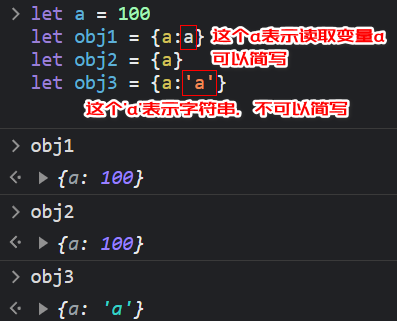 let a = 100
let obj1 = {a:a} 这个a表示读取变量a
可以简写
let obj2 = {a}
let obj3 = {a:'a'}
这个'a'表示字符串，不可以简写
obj1
{a: 100}
obj2
{a: 100}
obj3
{a: 'a'}